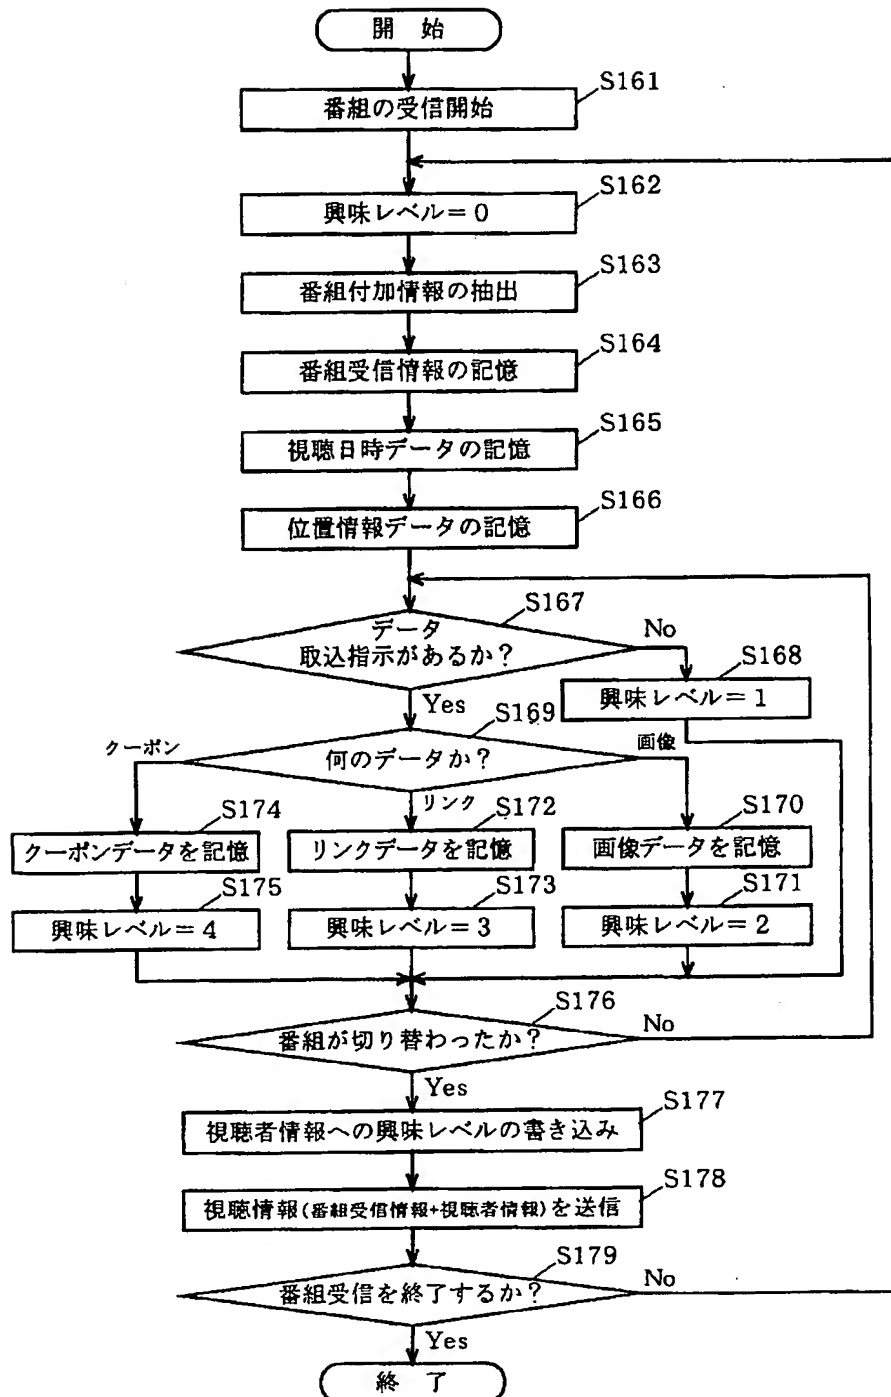 開 始
S161
番組の受信開始
S162
興味レベル=0
S163
番組付加情報の抽出
S164
番組受信情報の記憶
S165
視聴日時データの記憶
S166
位置情報データの記憶
S167
データ
取込指示があるか?
No
S168
興味レベル=1
Yes
S169
何のデータか?
クーポン
リンク
画像
S174
クーポンデータを記憶
S172
リンクデータを記憶
S170
画像データを記憶
S175
興味レベル=4
S173
興味レベル=3
S171
興味レベル=2
S176
番組が切り替わったか?
No
Yes
S177
視聴者情報への興味レベルの書き込み
S178
視聴情報(番組受信情報+視聴者情報)を送信
S179
番組受信を終了するか?
No
Yes
終 了